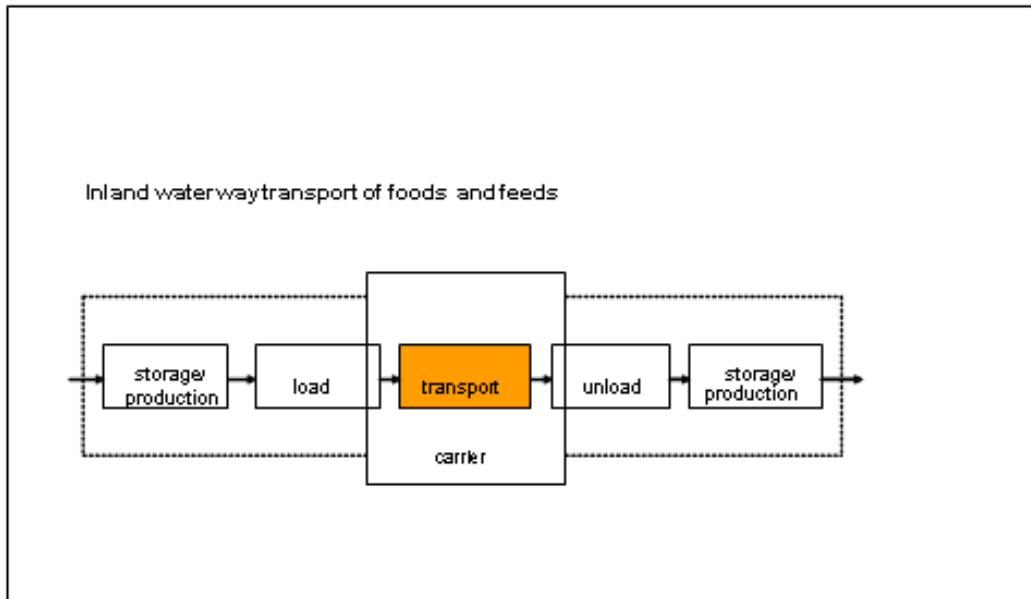 Inland waterway transport of foods and feeds
storage/
production
load
transport
unload
storage/
production
carrier